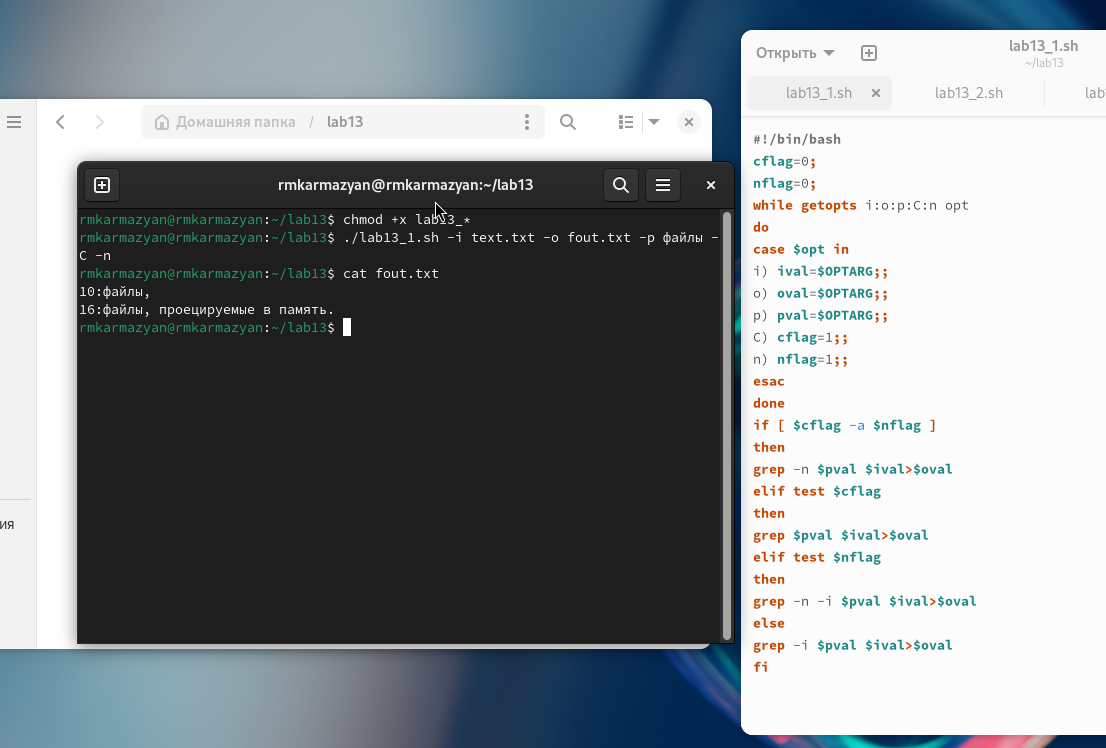 Домашняя папка / lab13
ия
rmkarmazyan@rmkarmazyan:~/lab13
rmkarmazyan@rmkarmazyan:~/lab13$ chmod +x lab13_*
rmkarmazyan@rmkarmazyan:~/lab13$ ./lab13_1.sh -i text.txt -o fout.txt -p файлы -
C -n
rmkarmazyan@rmkarmazyan:~/lab13$ cat fout.txt
10:файлы,
16:файлы, проецируемые в память.
rmkarmazyan@rmkarmazyan:~/lab13$
Открыть
lab13_1.sh
~/lab13
lab13_1.sh lab13_2.sh lab
#!/bin/bash
cflag=0;
nflag=0;
while getopts i:o:p:C:n opt
do
case $opt in
i) ival=$OPTARG;;
o) oval=$OPTARG;;
p) pval=$OPTARG;;
C) cflag=1;;
n) nflag=1;;
esac
done
if [ $cflag -a $nflag ]
then
grep -n $pval $ival>$oval
elif test $cflag
then
grep $pval $ival>$oval
elif test $nflag
then
grep -n -i $pval $ival>$oval
else
grep -i $pval $ival>$oval
fi